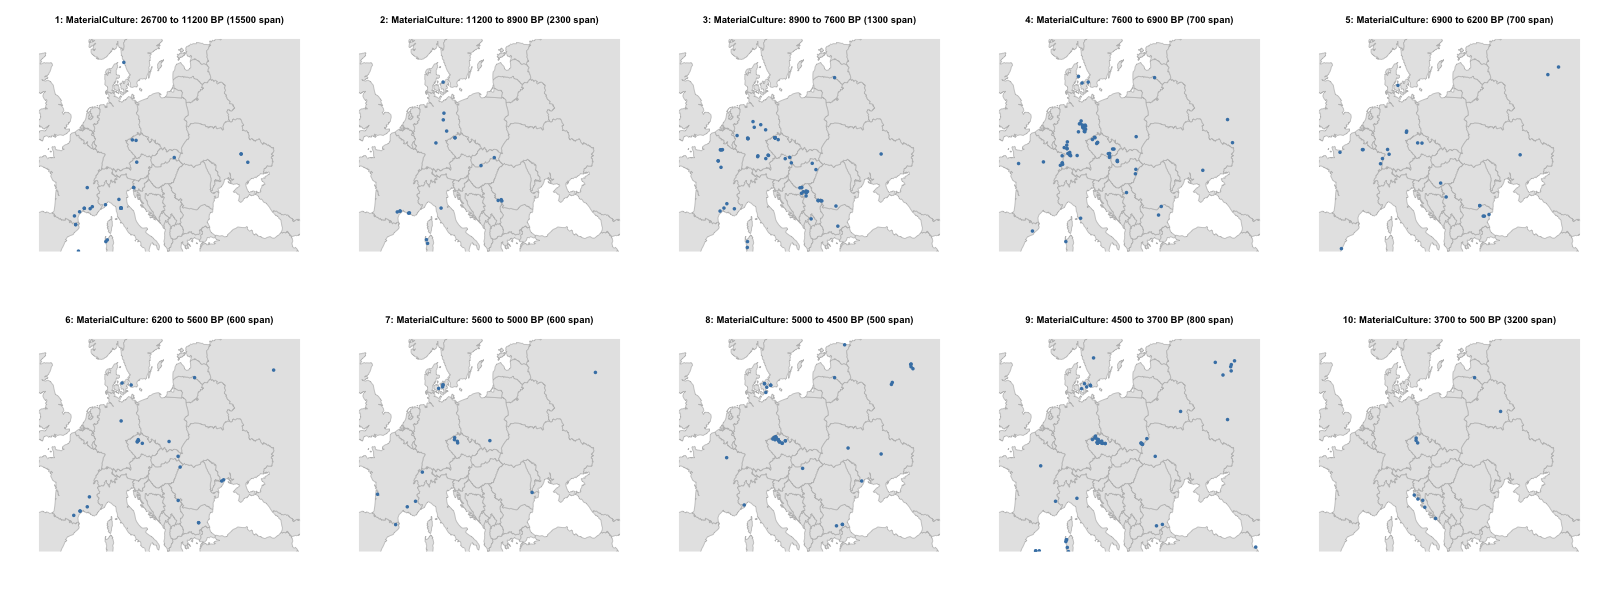 1: MaterialCulture: 26700 to 11200 BP (15500 span)
2: MaterialCulture: 11200 to 8900 BP (2300 span)
3: MaterialCulture: 8900 to 7600 BP (1300 span)
4: MaterialCulture: 7600 to 6900 BP (700 span)
5: MaterialCulture: 6900 to 6200 BP (700 span)
6: MaterialCulture: 6200 to 5600 BP (600 span)
7: MaterialCulture: 5600 to 5000 BP (600 span)
8: MaterialCulture: 5000 to 4500 BP (500 span)
9: MaterialCulture: 4500 to 3700 BP (800 span)
10: MaterialCulture: 3700 to 500 BP (3200 span)